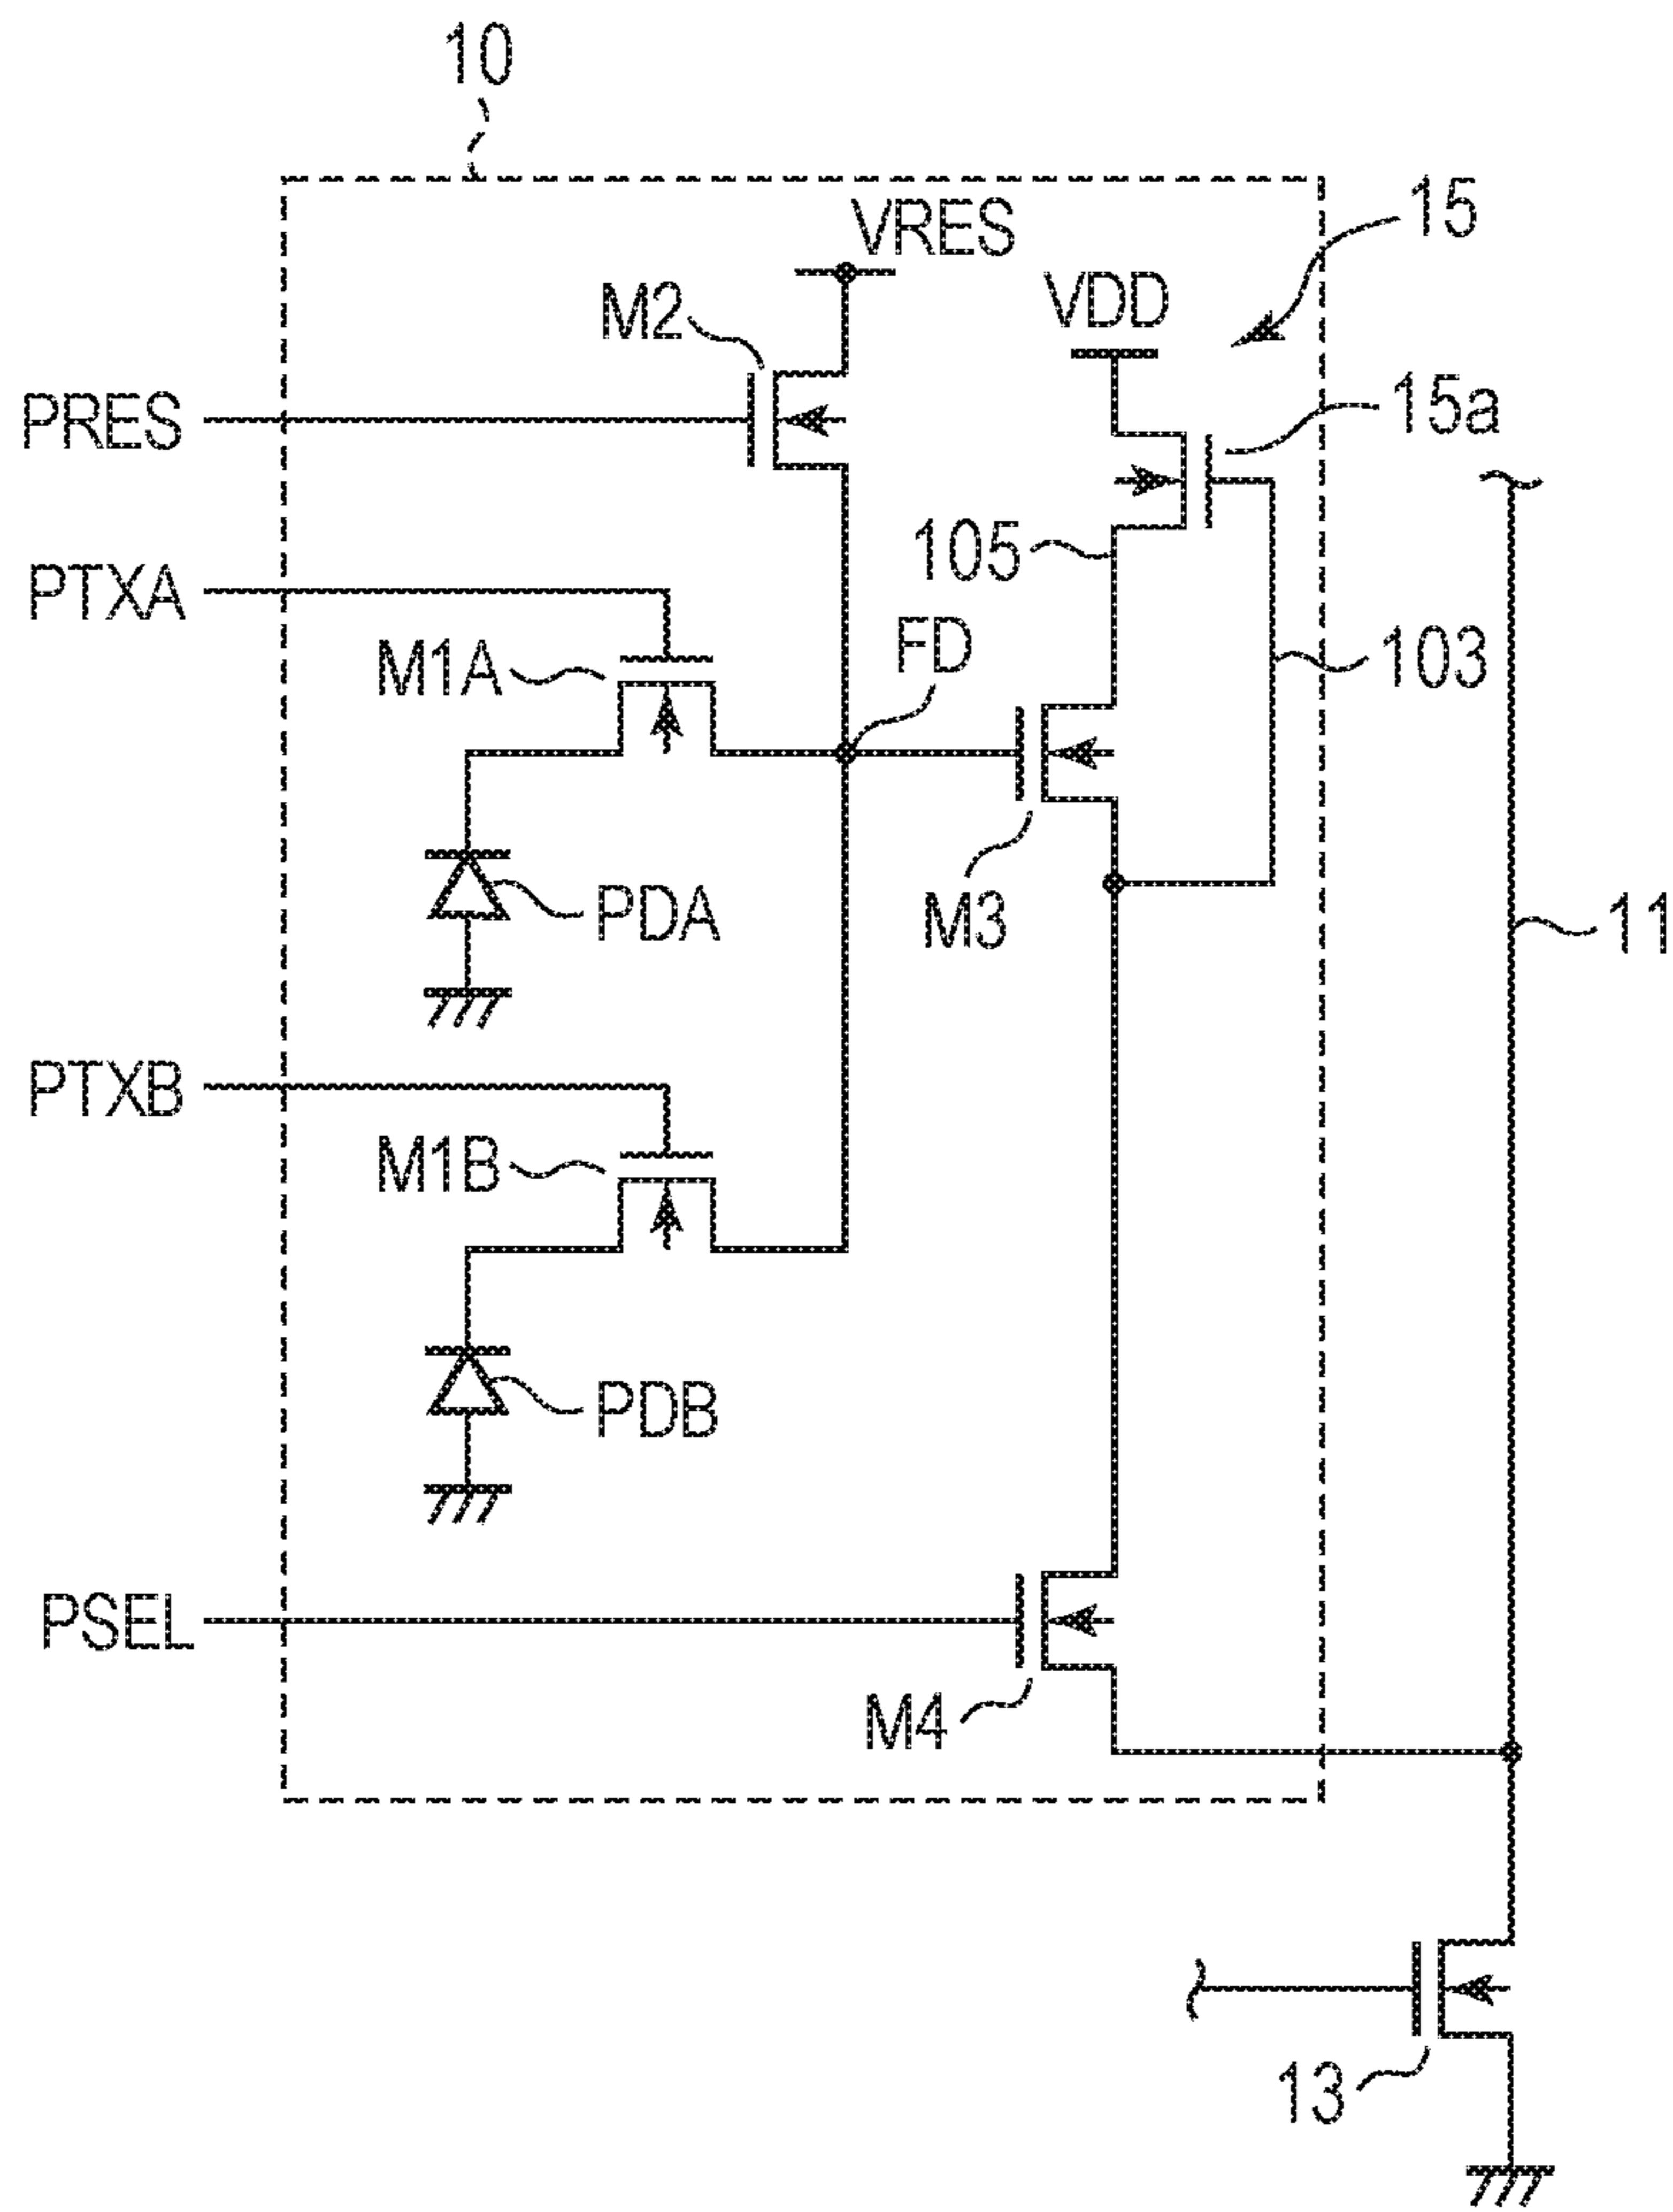 10
15
VRES
M2
VDD
PRES
15a
105
PTXA
FD
M1A
103
PDA
M3
11
PTXB
M1B
PDB
PSEL
M4
13